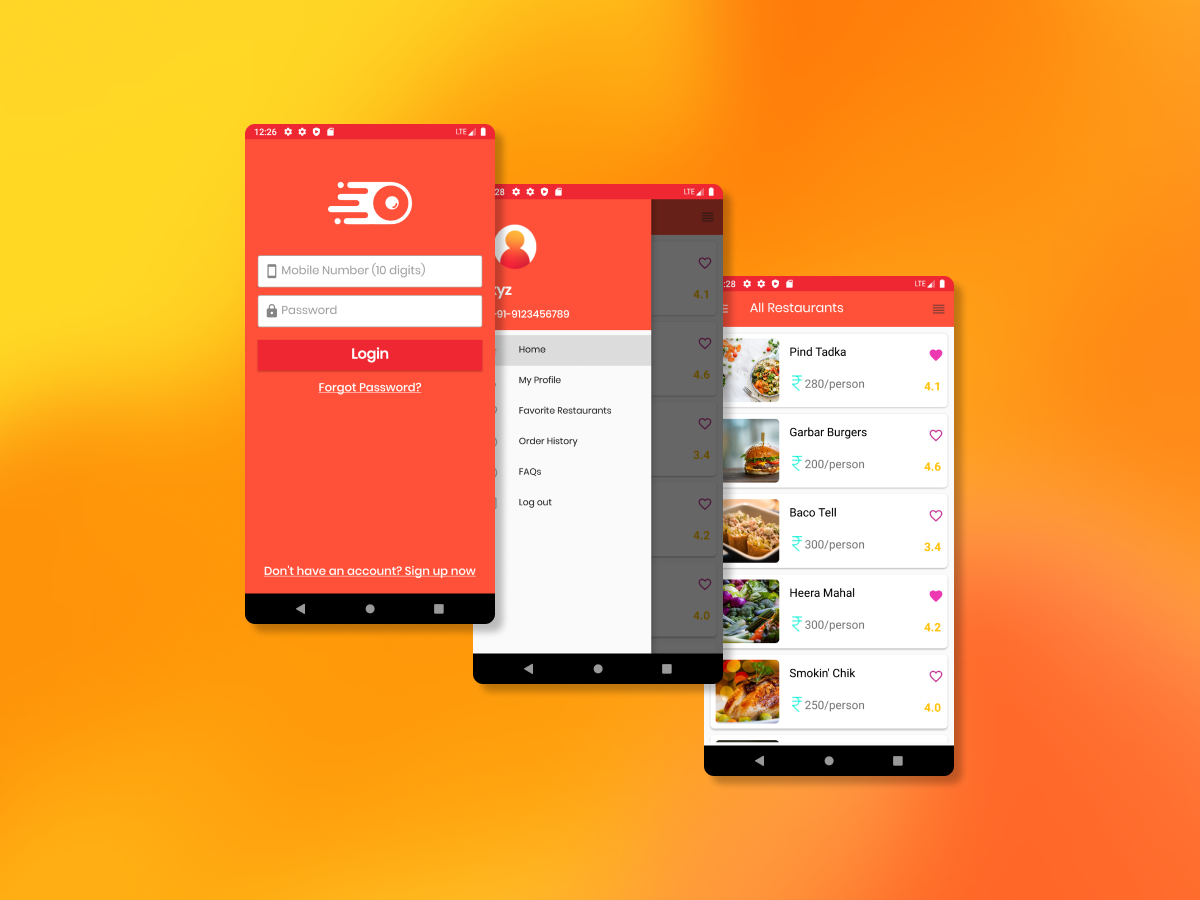 12:26
LTE
Mobile Number (10 digits)
Password
Login
Forgot Password?
Don't have an account? Sign up now
28
LTE
91-9123456789
Home
My Profile
Favorite Restaurants
Order History
FAQs
Log out
4.1
4.6
3.4
4.2
4.0
:28
LTE
All Restaurants
Pind Tadka
₹280/person
4.1
Garbar Burgers
₹200/person
4.6
Baco Tell
₹300/person
3.4
Heera Mahal
₹300/person
4.2
Smokin' Chik
₹250/person
4.0